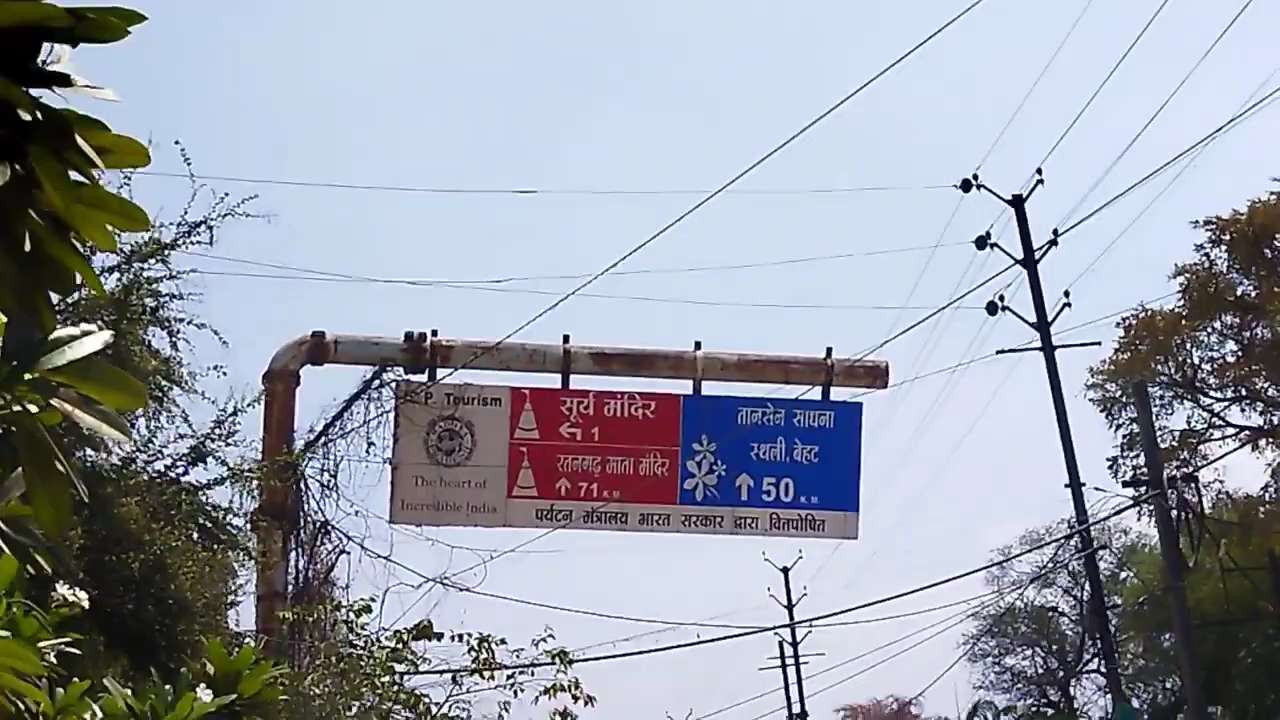 P. Tourism
The heart of
Incredible India
सूर्य मंदिर
← 1
रतनगढ़ माता मंदिर
↑ 71 K.M.
तानसेन साधना
स्थली, बेहट
↑ 50 K.M.
पर्यटन मंत्रालय भारत सरकार द्वारा .वित्तपोषित